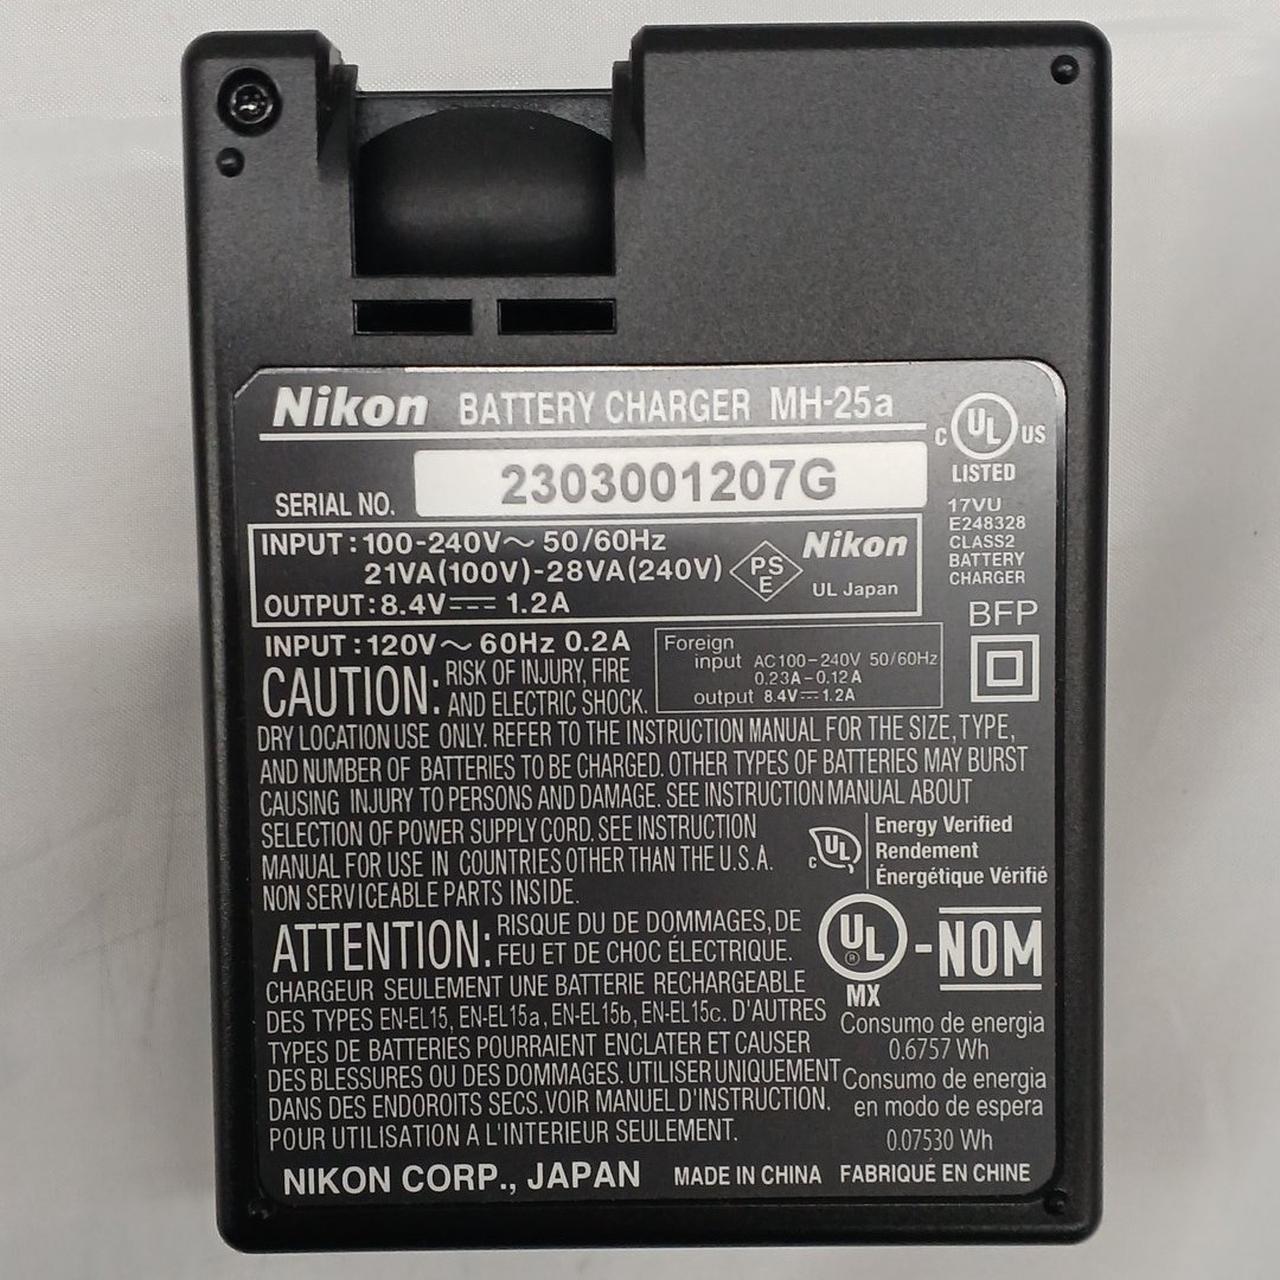 Nikon BATTERY CHARGER MH-25a
C UL US
LISTED
SERIAL NO. 2303001207G
17VU
E248328
CLASS2
BATTERY
CHARGER
INPUT : 100-240V~ 50/60Hz
21VA(100V)-28VA(240V)
OUTPUT : 8.4V⎓ 1.2A
PS
E
Nikon
UL Japan
BFP
INPUT : 120V~ 60Hz 0.2A
Foreign
input AC100-240V 50/60Hz
0.23A-0.12A
output 8.4V⎓1.2A
CAUTION: RISK OF INJURY, FIRE
AND ELECTRIC SHOCK.
DRY LOCATION USE ONLY. REFER TO THE INSTRUCTION MANUAL FOR THE SIZE, TYPE,
AND NUMBER OF BATTERIES TO BE CHARGED. OTHER TYPES OF BATTERIES MAY BURST
CAUSING INJURY TO PERSONS AND DAMAGE. SEE INSTRUCTION MANUAL ABOUT
SELECTION OF POWER SUPPLY CORD. SEE INSTRUCTION
MANUAL FOR USE IN COUNTRIES OTHER THAN THE U.S.A.
NON SERVICEABLE PARTS INSIDE.
C UL
Energy Verified
Rendement
Énergétique Vérifié
ATTENTION: RISQUE DU DE DOMMAGES, DE
FEU ET DE CHOC ÉLECTRIQUE.
CHARGEUR SEULEMENT UNE BATTERIE RECHARGEABLE
DES TYPES EN-EL15, EN-EL15a, EN-EL15b, EN-EL15c. D'AUTRES
TYPES DE BATTERIES POURRAIENT ENCLATER ET CAUSER
DES BLESSURES OU DES DOMMAGES. UTILISER UNIQUEMENT
DANS DES ENDOROITS SECS. VOIR MANUEL D'INSTRUCTION.
POUR UTILISATION A L'INTERIEUR SEULEMENT.
UL ® -NOM
MX
Consumo de energia
0.6757 Wh
Consumo de energia
en modo de espera
0.07530 Wh
NIKON CORP., JAPAN MADE IN CHINA FABRIQUÉ EN CHINE